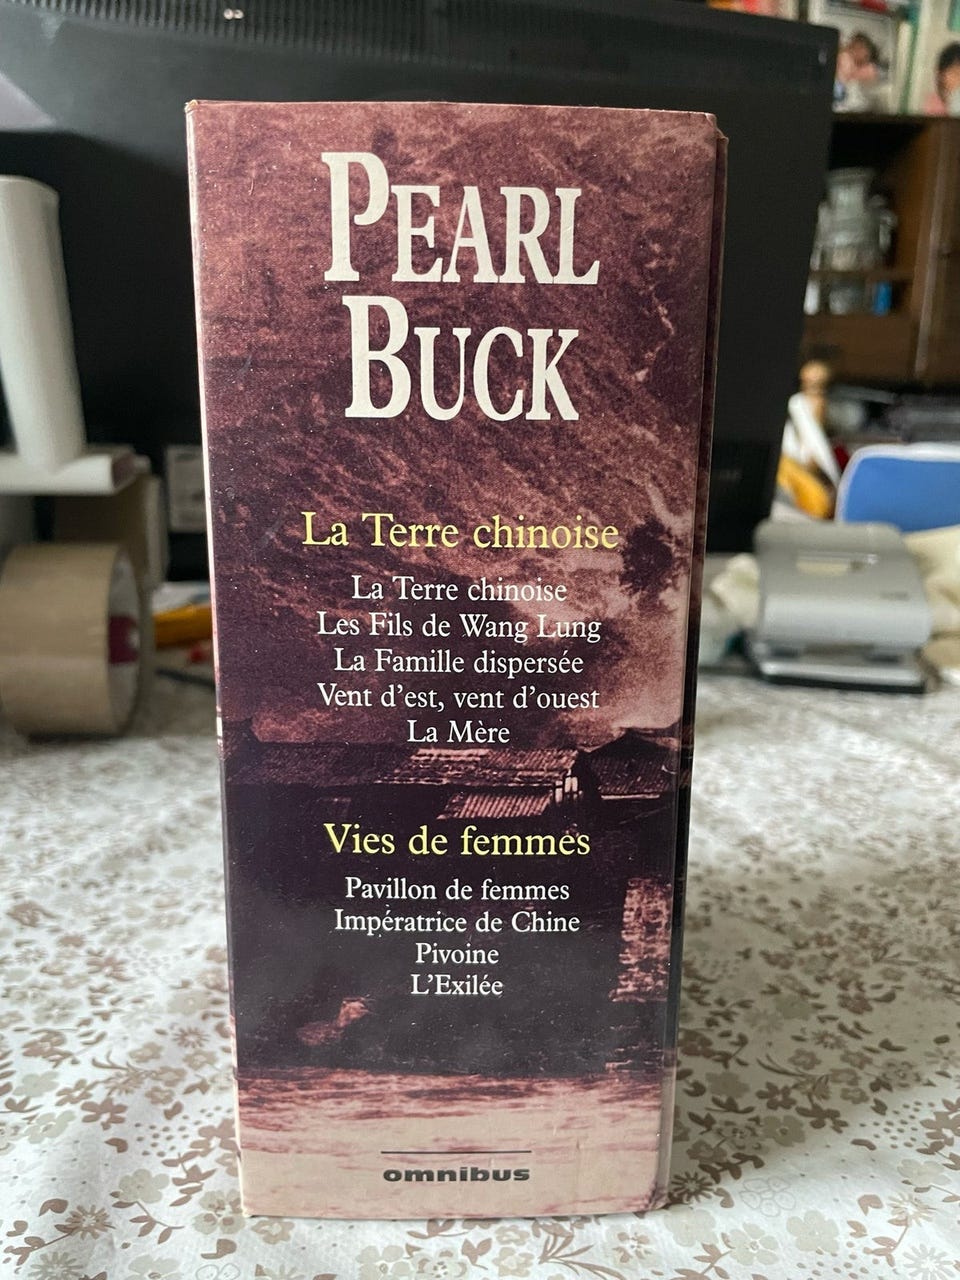 PEARL
BUCK
La Terre chinoise
La Terre chinoise
Les Fils de Wang Lung
La Famille dispersée
Vent d'est, vent d'ouest
La Mère
Vies de femmes
Pavillon de femmes
Impératrice de Chine
Pivoine
L'Exilée
omnibus